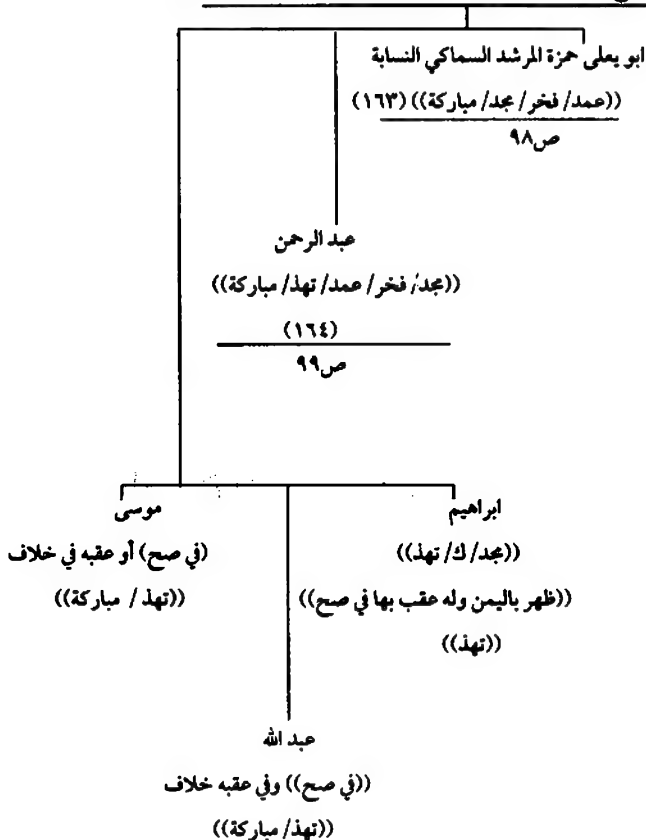 ابو يعلى حمزة المرشد السماكي النسابة
((عمد/ فخر/ مجد/ مباركة)) (١٦٣)
ص٩٨
عبد الرحمن
((مجد/ فخر/ عمد/ تهذ/ مباركة))
(١٦٤)
ص٩٩
ابراهيم
((مجد/ ك/ تهذ))
((ظهر باليمن وله عقب بها في صح))
((تهذ))
موسى
(في صح) أو عقبه في خلاف
((تهذ / مباركة))
عبد الله
((في صح)) وفي عقبه خلاف
((تهذ/ مباركة))